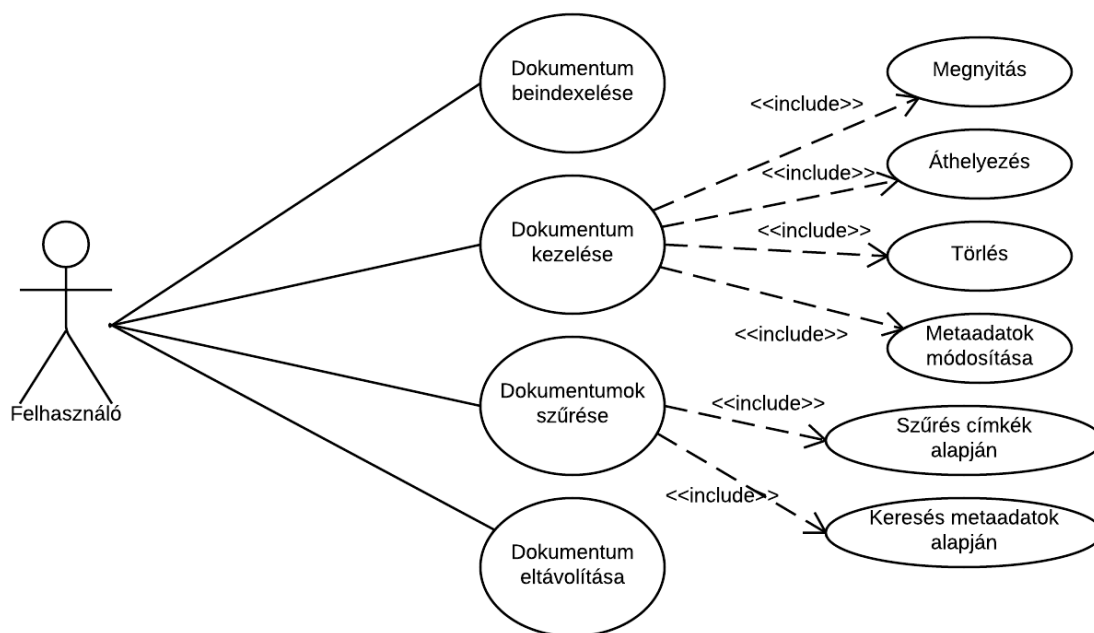 Dokumentum
beindexelése
Megnyitás
<<include>>
Áthelyezés
<<include>>
Dokumentum
kezelése
<<include>>
Törlés
<<include>>
Metaadatok
módosítása
Felhasználó
Dokumentumok
szűrése
<<include>>
Szűrés címkék
alapján
<<include>>
Keresés metaadatok
alapján
Dokumentum
eltávolítása